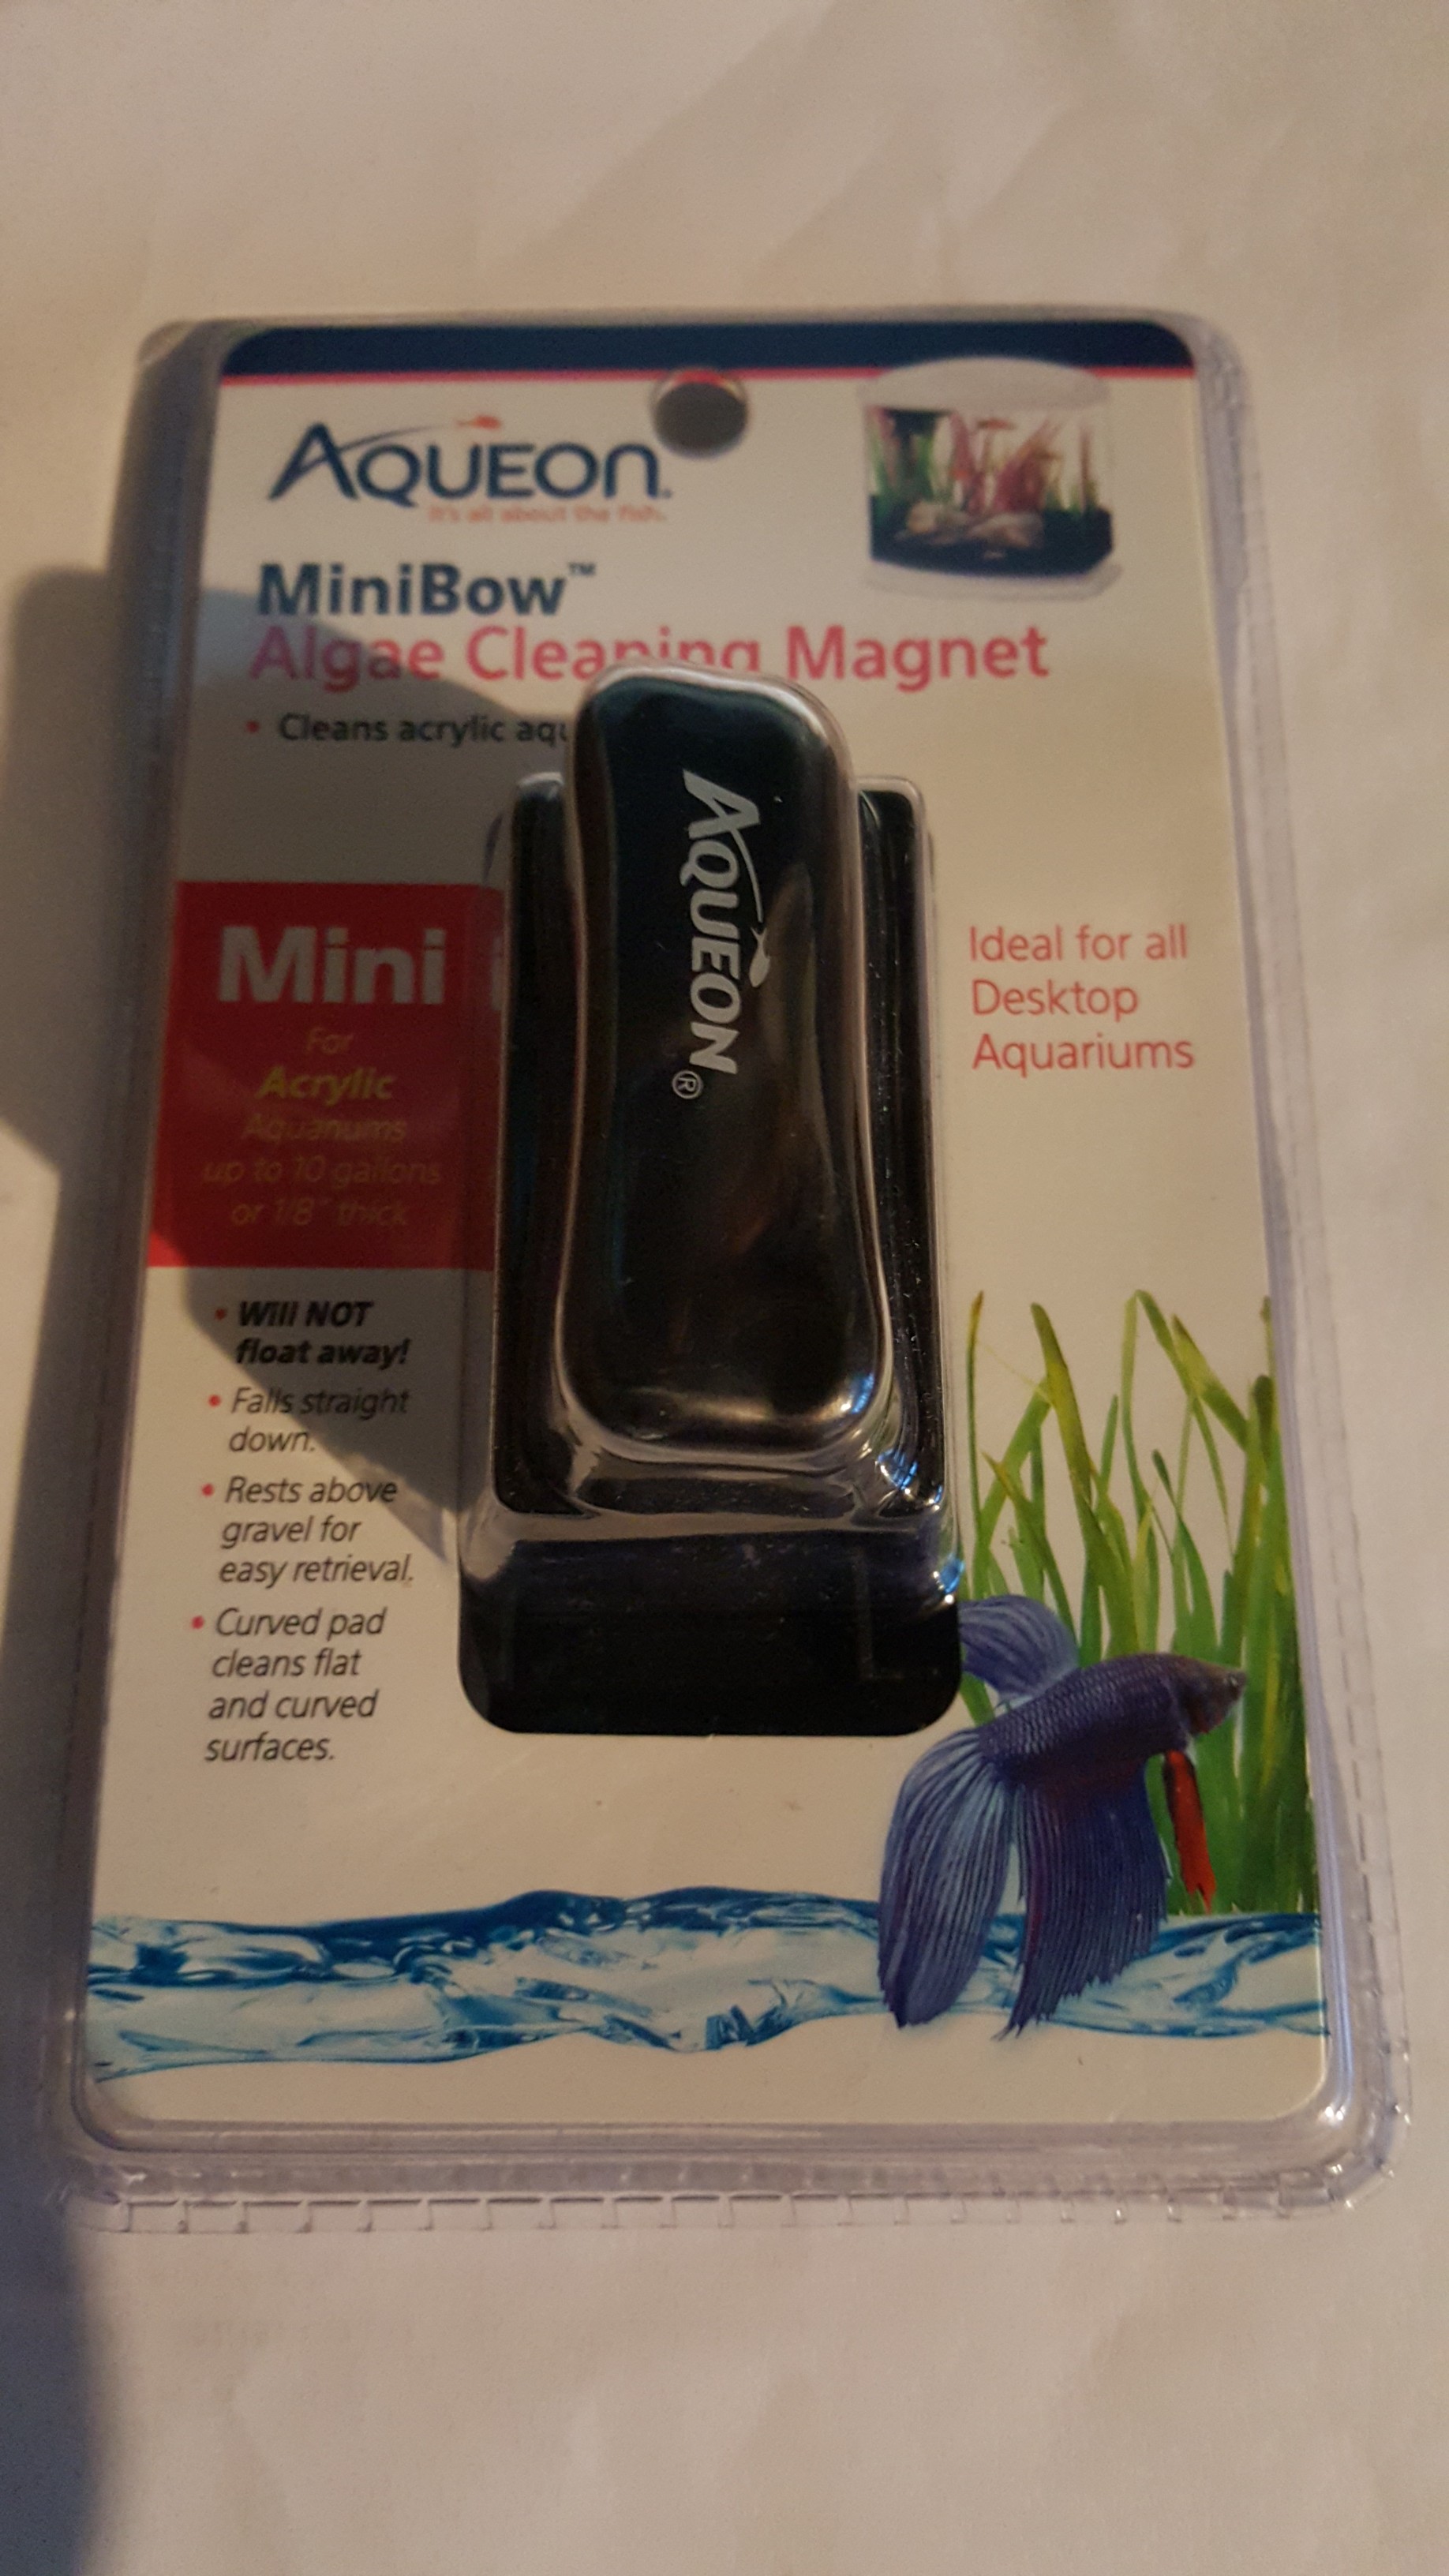 AQUEON®
It's all about the fish.
MiniBow™
Algae Cleaning Magnet
• Cleans acrylic
Mini
For
Acrylic
Aquariums
up to 10 gallons
or 1/8" thick
• Will NOT
float away!
• Falls straight
down.
• Rests above
gravel for
easy retrieval.
• Curved pad
cleans flat
and curved
surfaces.
AQUEON®
Ideal for all
Desktop
Aquariums